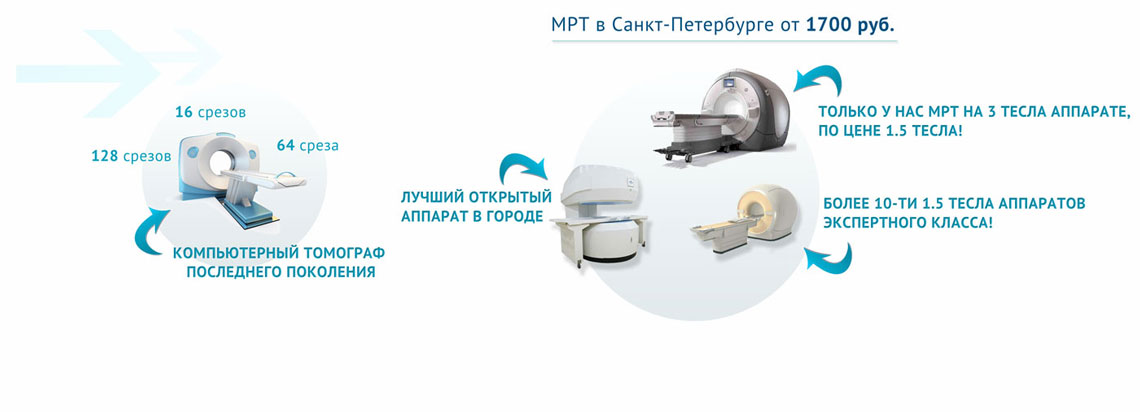 МРТ в Санкт-Петербурге от 1700 руб.
16 срезов
128 срезов
64 среза
КОМПЬЮТЕРНЫЙ ТОМОГРАФ
ПОСЛЕДНЕГО ПОКОЛЕНИЯ
ЛУЧШИЙ ОТКРЫТЫЙ
АППАРАТ В ГОРОДЕ
ТОЛЬКО У НАС МРТ НА 3 ТЕСЛА АППАРАТЕ,
ПО ЦЕНЕ 1.5 ТЕСЛА!
БОЛЕЕ 10-ТИ 1.5 ТЕСЛА АППАРАТОВ
ЭКСПЕРТНОГО КЛАССА!